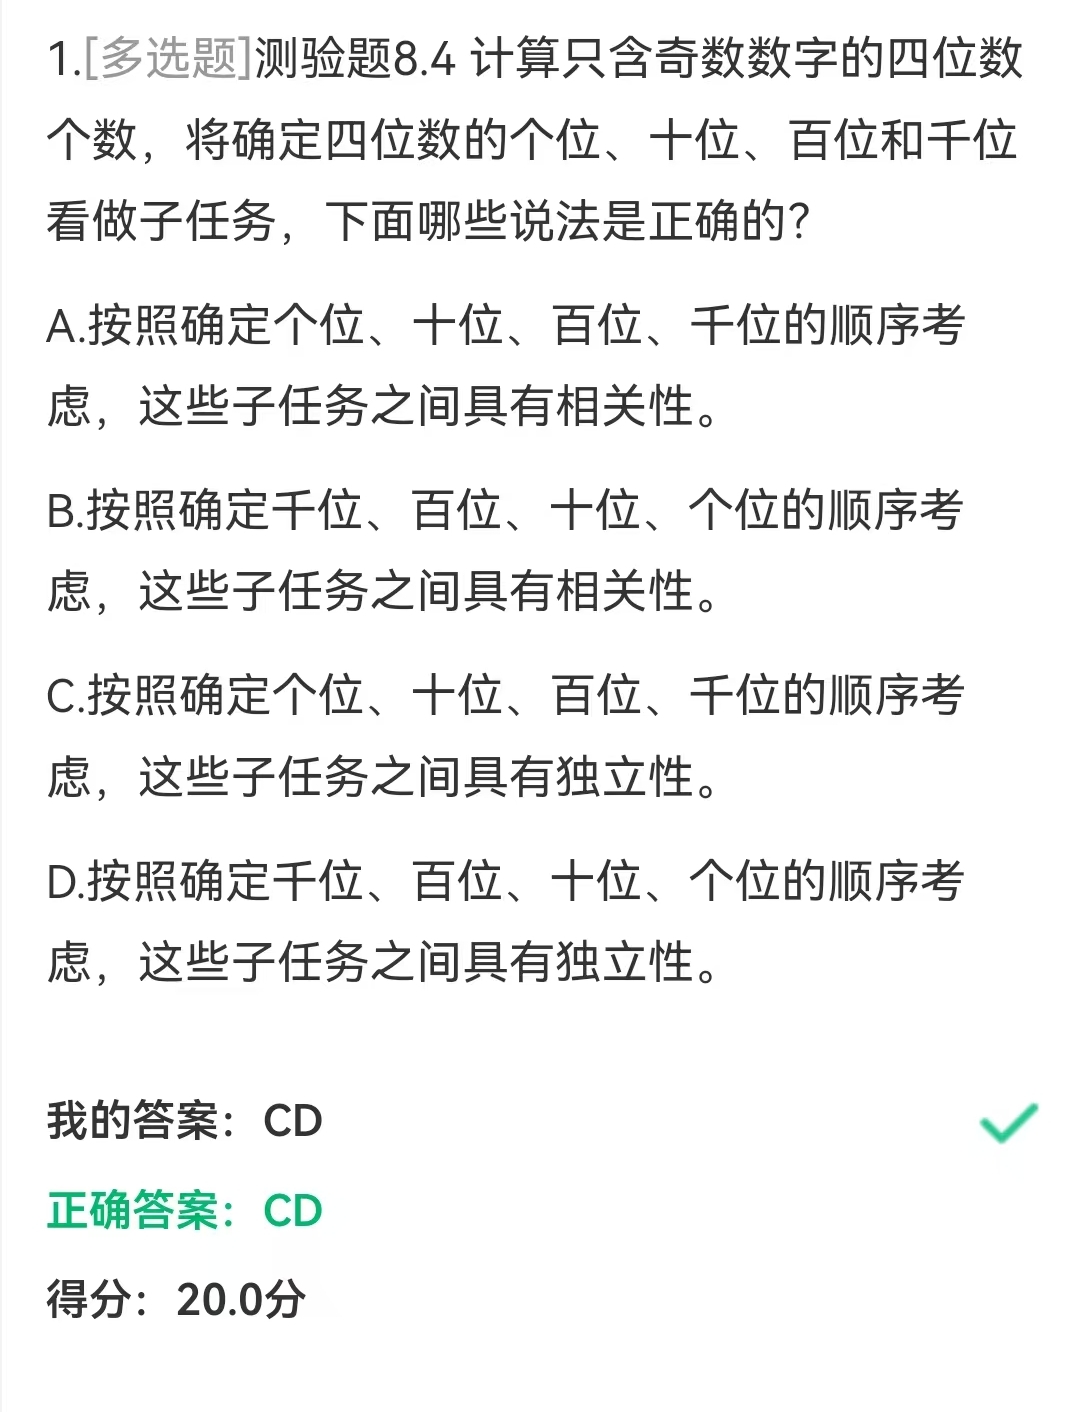 1.[多选题]测验题8.4 计算只含奇数数字的四位数
个数，将确定四位数的个位、十位、百位和千位
看做子任务，下面哪些说法是正确的?
A.按照确定个位、十位、百位、千位的顺序考
虑，这些子任务之间具有相关性。
B.按照确定千位、百位、十位、个位的顺序考
虑，这些子任务之间具有相关性。
C.按照确定个位、十位、百位、千位的顺序考
虑，这些子任务之间具有独立性。
D.按照确定千位、百位、十位、个位的顺序考
虑，这些子任务之间具有独立性。
我的答案：CD
正确答案：CD
得分：20.0分